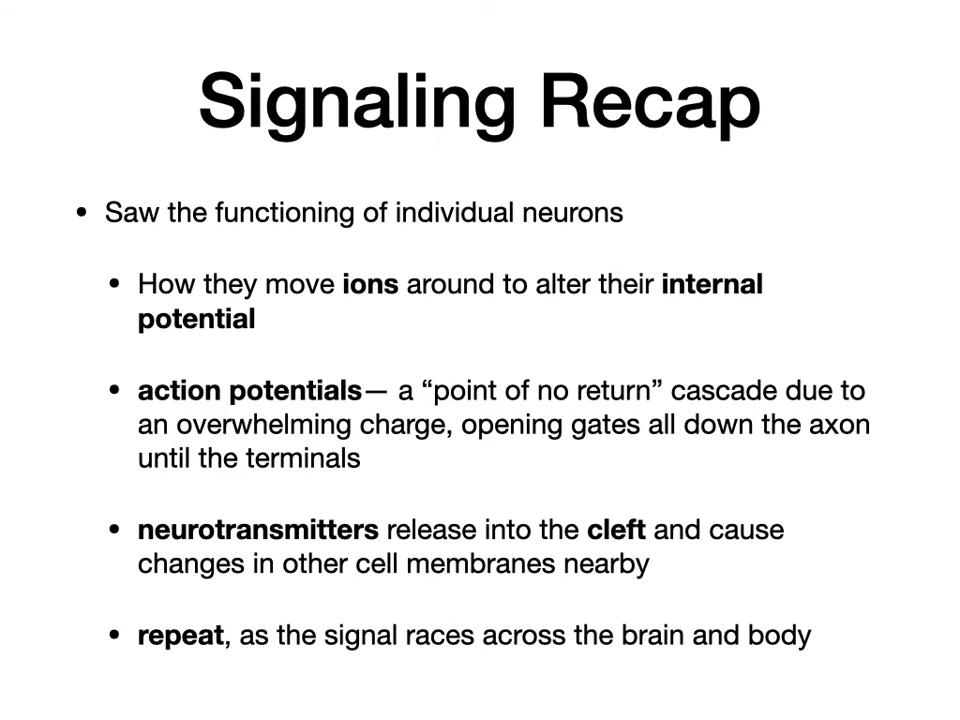 Signaling Recap
• Saw the functioning of individual neurons
• How they move ions around to alter their internal
potential
• action potentials— a “point of no return” cascade due to
an overwhelming charge, opening gates all down the axon
until the terminals
• neurotransmitters release into the cleft and cause
changes in other cell membranes nearby
• repeat, as the signal races across the brain and body